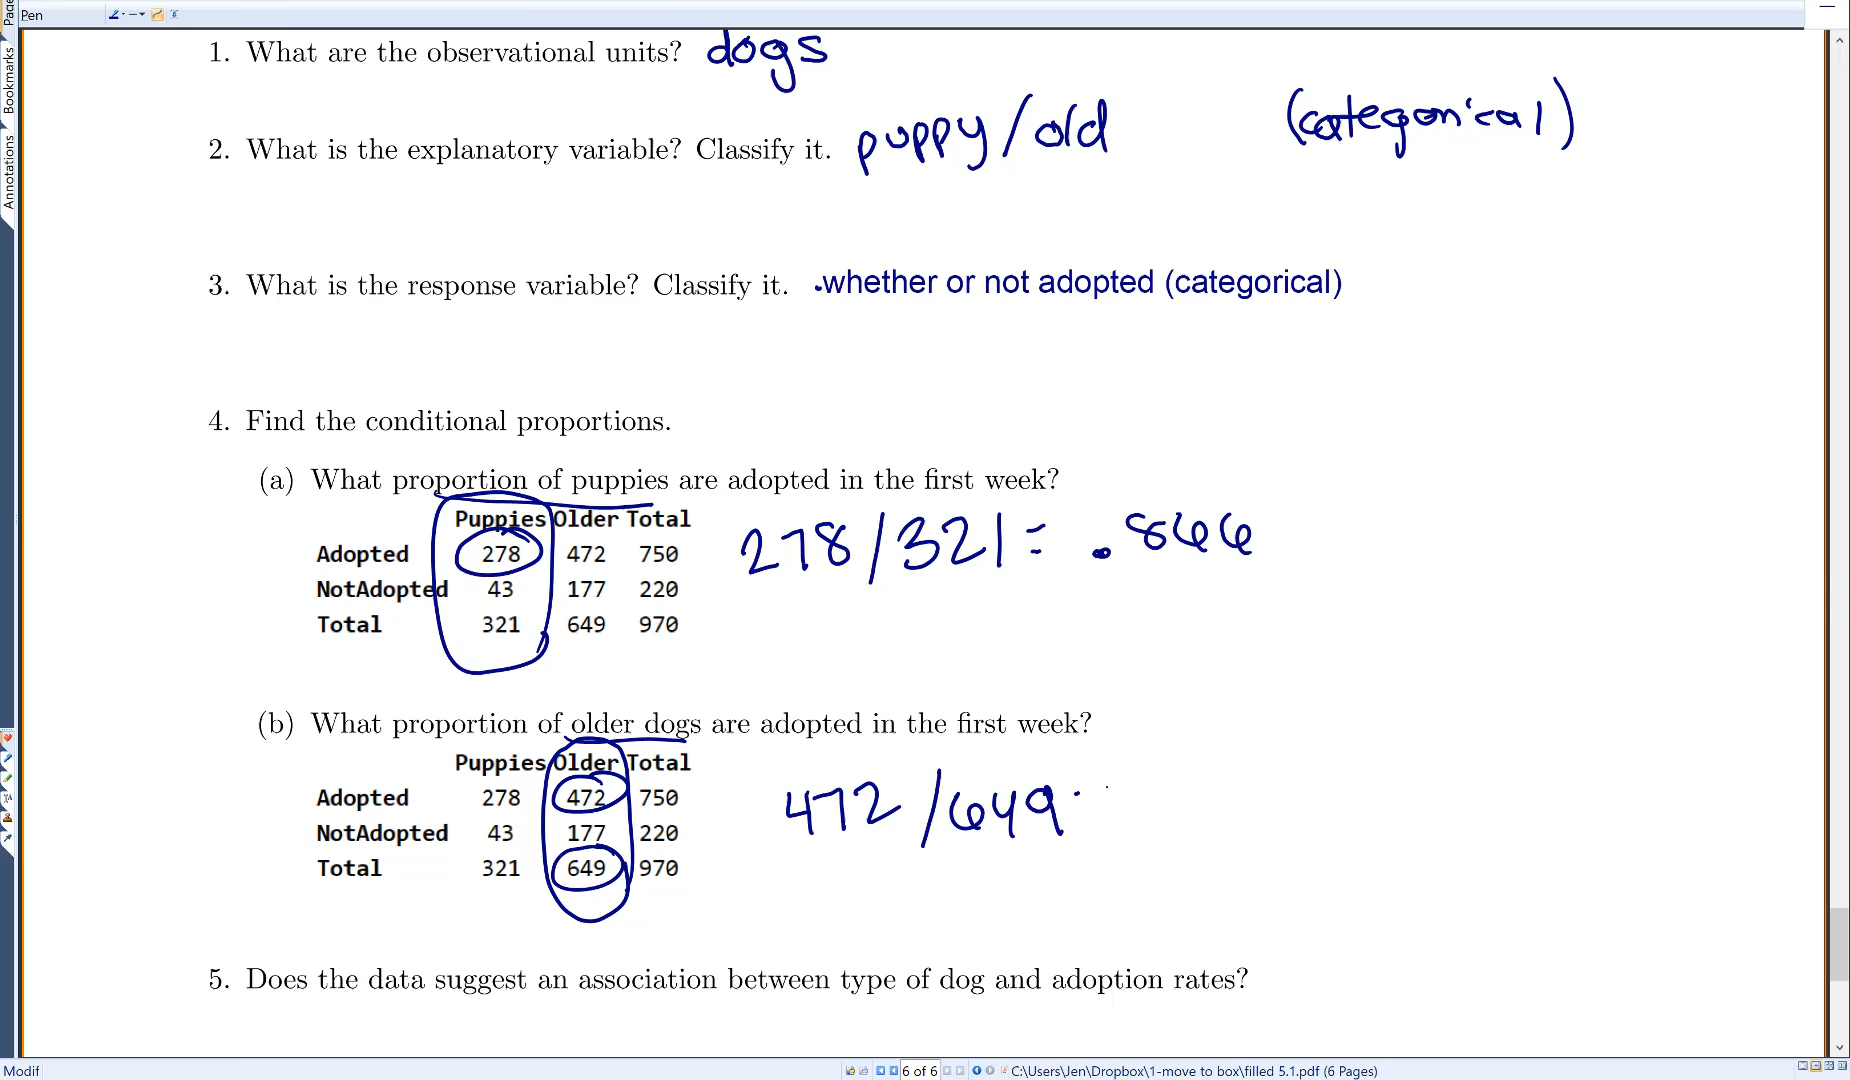 Pen
Page
Bookmarks
Annotations
1. What are the observational units? dogs
2. What is the explanatory variable? Classify it. puppy/old (categorical)
3. What is the response variable? Classify it. .whether or not adopted (categorical)
4. Find the conditional proportions.
(a) What proportion of puppies are adopted in the first week?
Puppies Older Total
Adopted 278 472 750
NotAdopted 43 177 220
Total 321 649 970
278/321 = .866
(b) What proportion of older dogs are adopted in the first week?
Puppies Older Total
Adopted 278 472 750
NotAdopted 43 177 220
Total 321 649 970
472/649
5. Does the data suggest an association between type of dog and adoption rates?
Modif
6 of 6
C:\Users\Jen\Dropbox\1-move to box\filled 5.1.pdf (6 Pages)